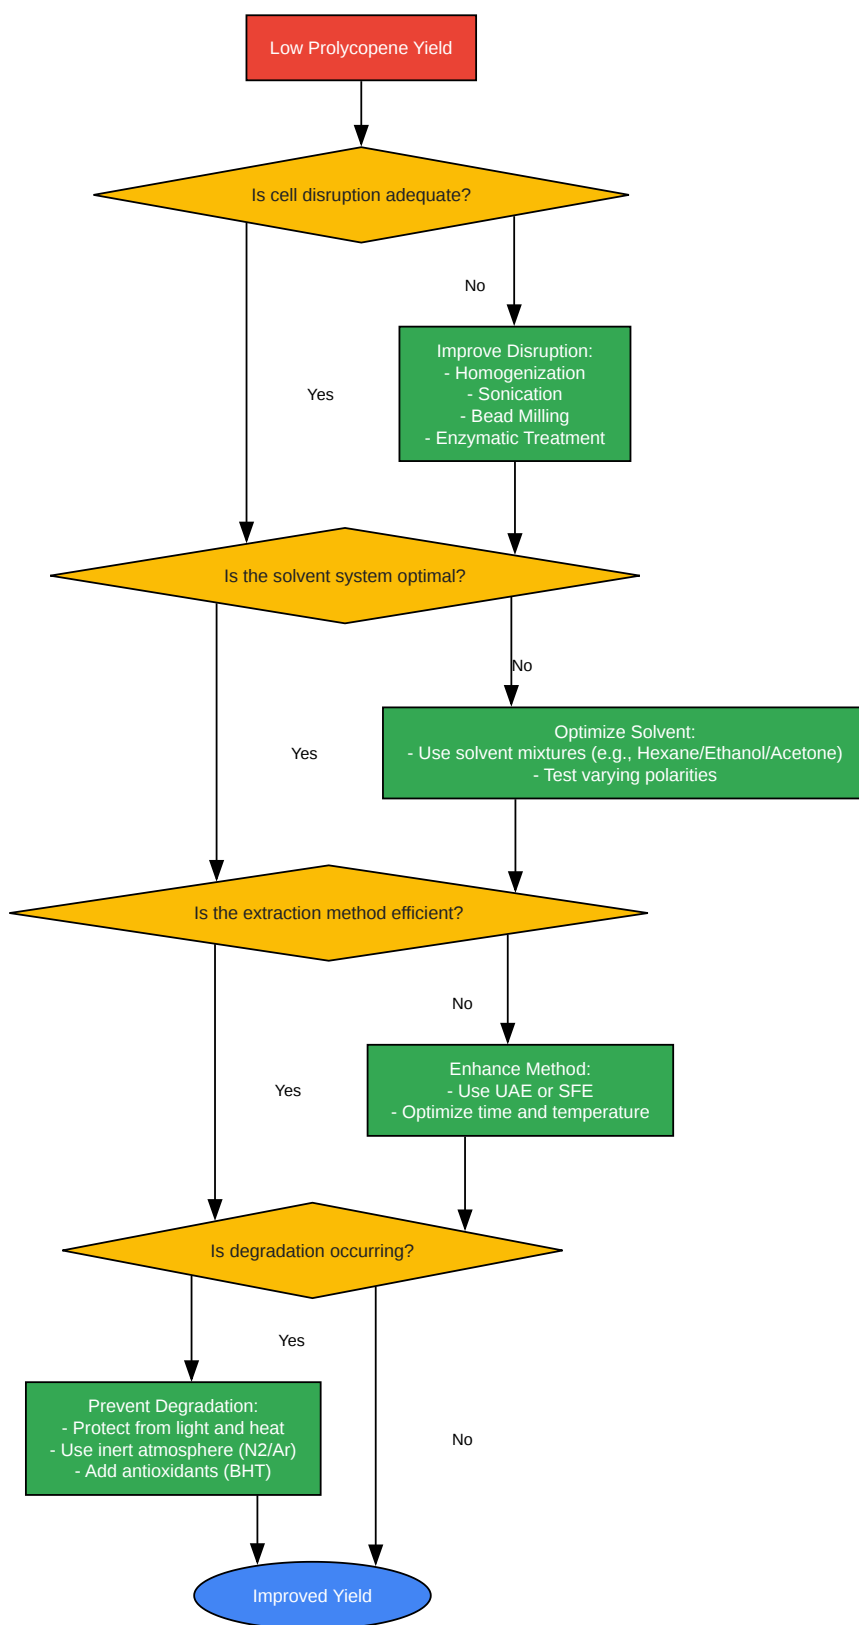 Low Prolycopene Yield
Is cell disruption adequate?
No
Improve Disruption:
- Homogenization
- Sonication
- Bead Milling
- Enzymatic Treatment
Yes
Is the solvent system optimal?
No
Optimize Solvent:
- Use solvent mixtures (e.g., Hexane/Ethanol/Acetone)
- Test varying polarities
Yes
Is the extraction method efficient?
No
Enhance Method:
- Use UAE or SFE
- Optimize time and temperature
Yes
Is degradation occurring?
Yes
Prevent Degradation:
- Protect from light and heat
- Use inert atmosphere (N2/Ar)
- Add antioxidants (BHT)
No
Improved Yield